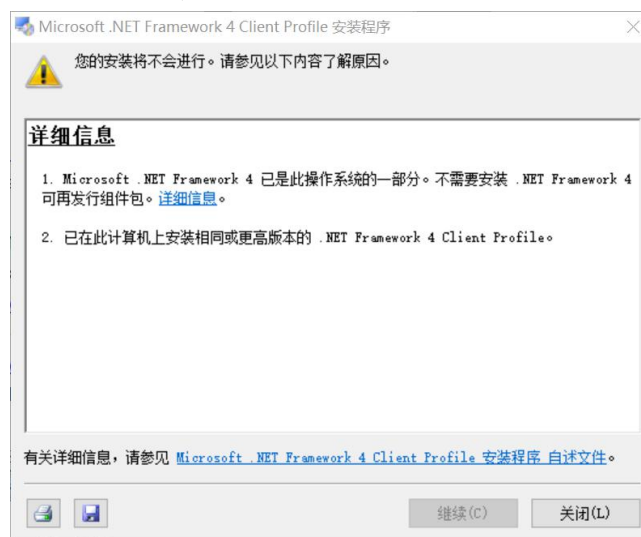 Microsoft .NET Framework 4 Client Profile 安装程序
您的安装将不会进行。请参见以下内容了解原因。
详细信息
1. Microsoft .NET Framework 4 已是此操作系统的一部分。不需要安装 .NET Framework 4
可再发行组件包。详细信息。
2. 已在此计算机上安装相同或更高版本的 .NET Framework 4 Client Profile。
有关详细信息，请参见 Microsoft .NET Framework 4 Client Profile 安装程序 自述文件。
继续(C)
关闭(L)